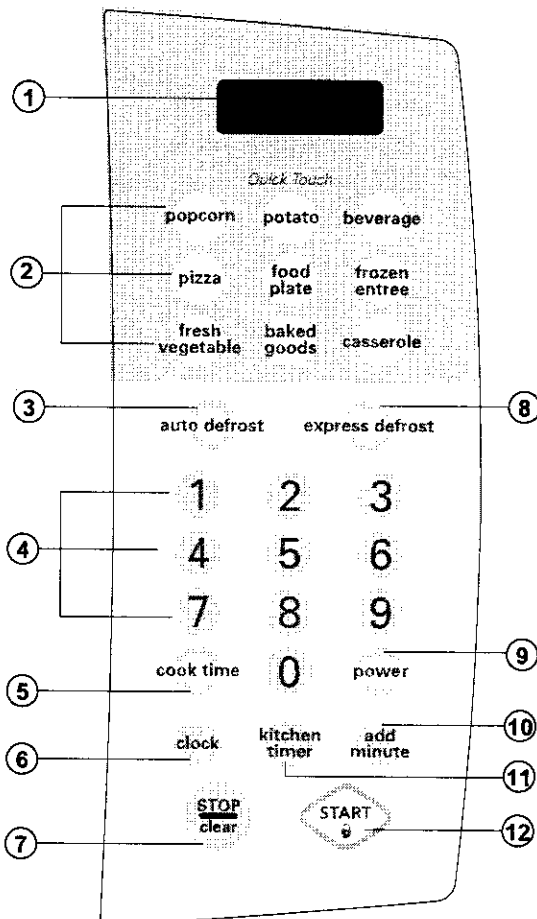 1
Quick Touch
popcorn potato beverage
2
pizza food plate frozen entree
fresh vegetable baked goods casserole
3
8
auto defrost express defrost
1 2 3
4
4 5 6
7 8 9
9
cook time 0 power
5
10
clock kitchen timer add minute
6
11
STOP clear START
7
12